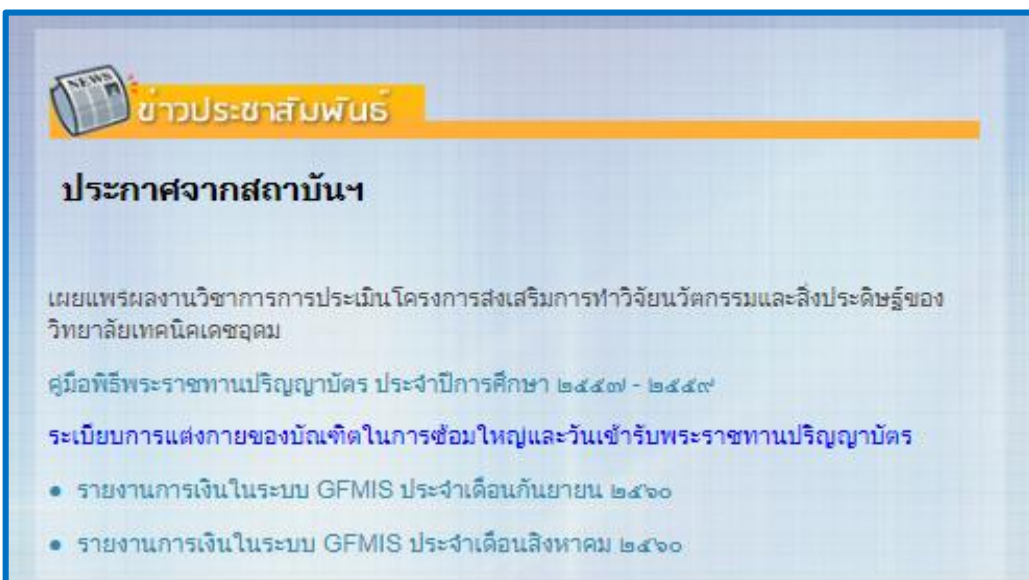 NEWS
ข่าวประชาสัมพันธ์
ประกาศจากสถาบันฯ
เผยแพร่ผลงานวิชาการการประเมินโครงการส่งเสริมการทำวิจัยนวัตกรรมและสิ่งประดิษฐ์ของ
วิทยาลัยเทคนิคเดชอุดม
คู่มือพิธีพระราชทานปริญญาบัตร ประจำปีการศึกษา ๒๕๕๗ - ๒๕๕๙
ระเบียบการแต่งกายของบัณฑิตในการซ้อมใหญ่และวันเข้ารับพระราชทานปริญญาบัตร
• รายงานการเงินในระบบ GFMIS ประจำเดือนกันยายน ๒๕๖๐
• รายงานการเงินในระบบ GFMIS ประจำเดือนสิงหาคม ๒๕๖๐